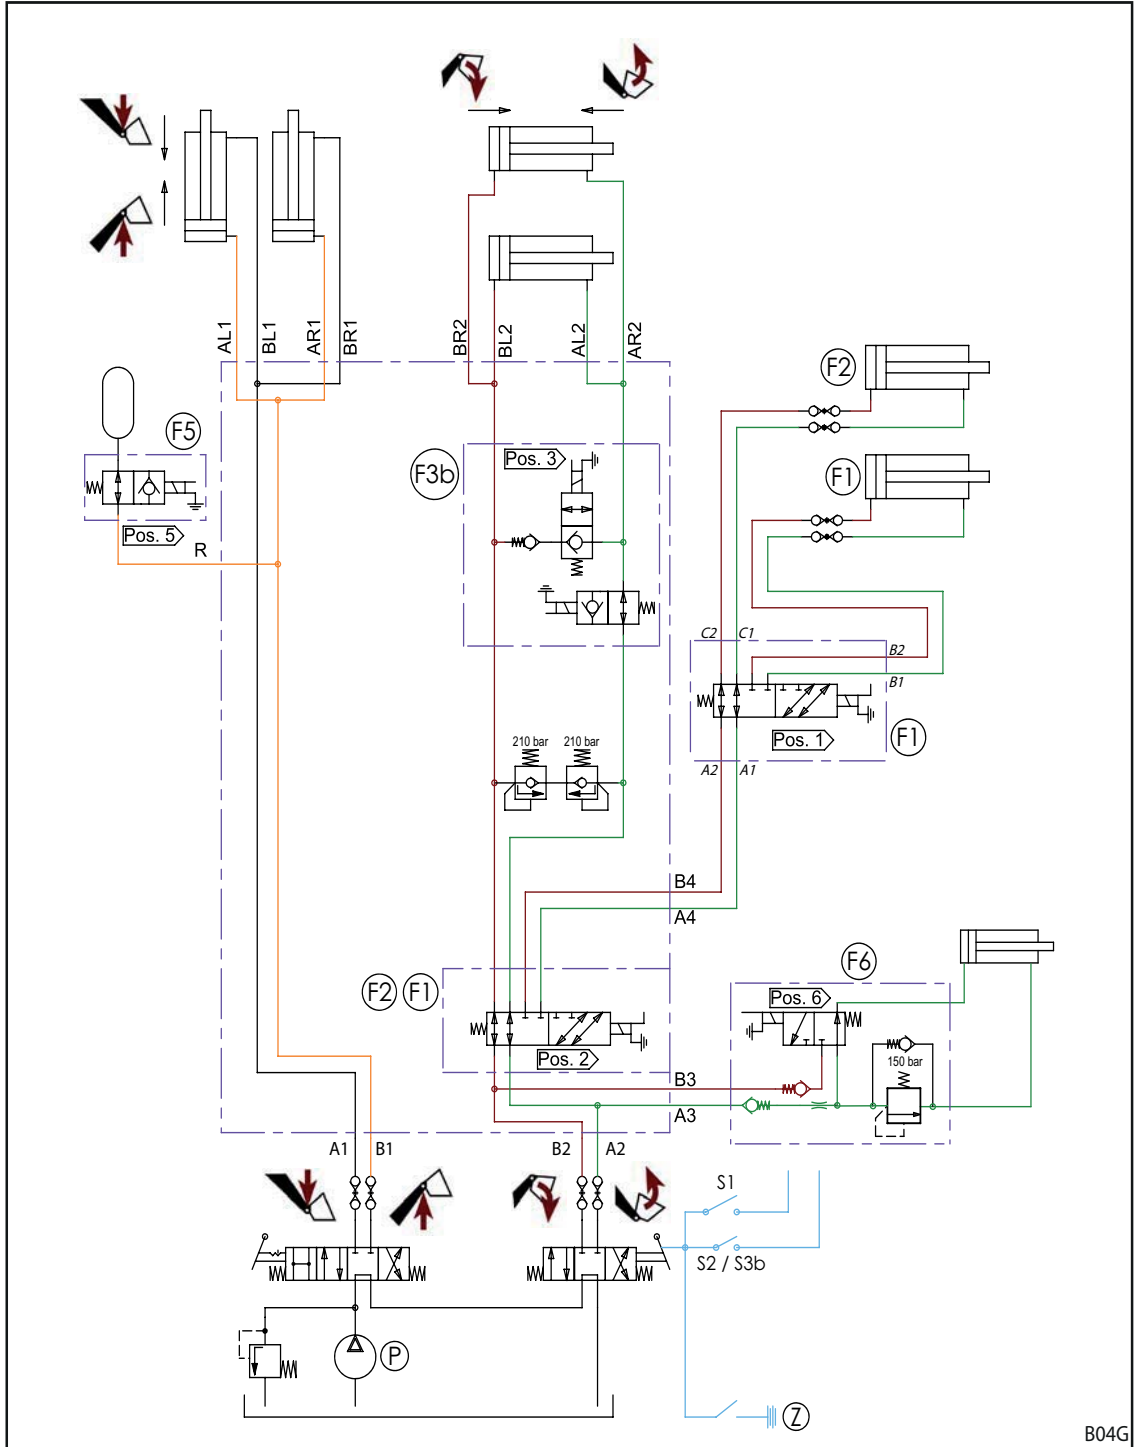 AL1
BL1
AR1
BR1
BR2
BL2
AL2
AR2
F2
F5
F3b
Pos. 3
F1
Pos. 5
R
C2
C1
B2
B1
210 bar
210 bar
Pos. 1
F1
A2
A1
B4
A4
F2
F1
F6
Pos. 6
Pos. 2
150 bar
B3
A3
A1
B1
B2
A2
S1
S2 / S3b
P
Z
B04G